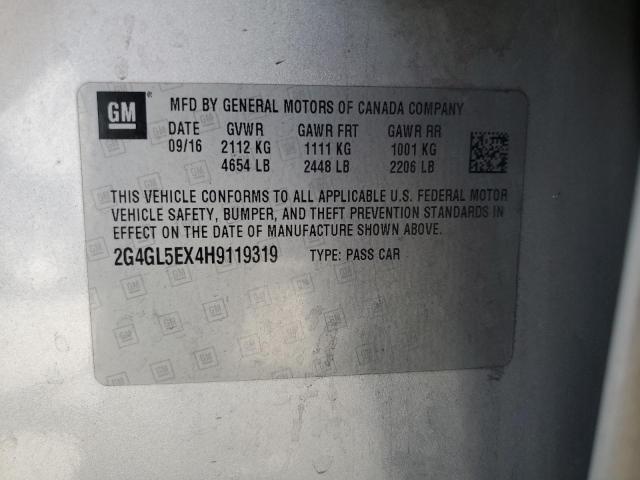 GM
MFD BY GENERAL MOTORS OF CANADA COMPANY
DATE GVWR GAWR FRT GAWR RR
09/16 2112 KG 1111 KG 1001 KG
4654 LB 2448 LB 2206 LB
THIS VEHICLE CONFORMS TO ALL APPLICABLE U.S. FEDERAL MOTOR
VEHICLE SAFETY, BUMPER, AND THEFT PREVENTION STANDARDS IN
EFFECT ON THE DATE OF MANUFACTURE SHOWN ABOVE.
2G4GL5EX4H9119319 TYPE: PASS CAR